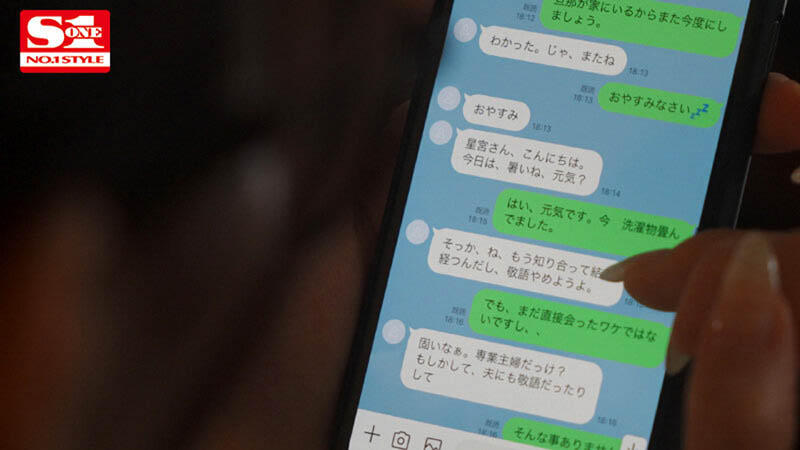 S1
ONE
NO.1 STYLE
旦那が家にいるからまた今度にし
ましょう。
既読
18:12
わかった。じゃ、またね
18:13
既読
18:13
おやすみなさい💤
おやすみ
18:13
星宮さん、こんにちは。
今日は、暑いね、元気？
18:14
既読
18:15
はい、元気です。今　洗濯物畳ん
でました。
そっか、ね、もう知り合って結
経つんだし、敬語やめようよ。
既読
18:16
でも、まだ直接会ったワケではな
いですし、、
固いなぁ。専業主婦だっけ？
もしかして、夫にも敬語だったり
して
18:16
既読
18:16
そんな事ありません